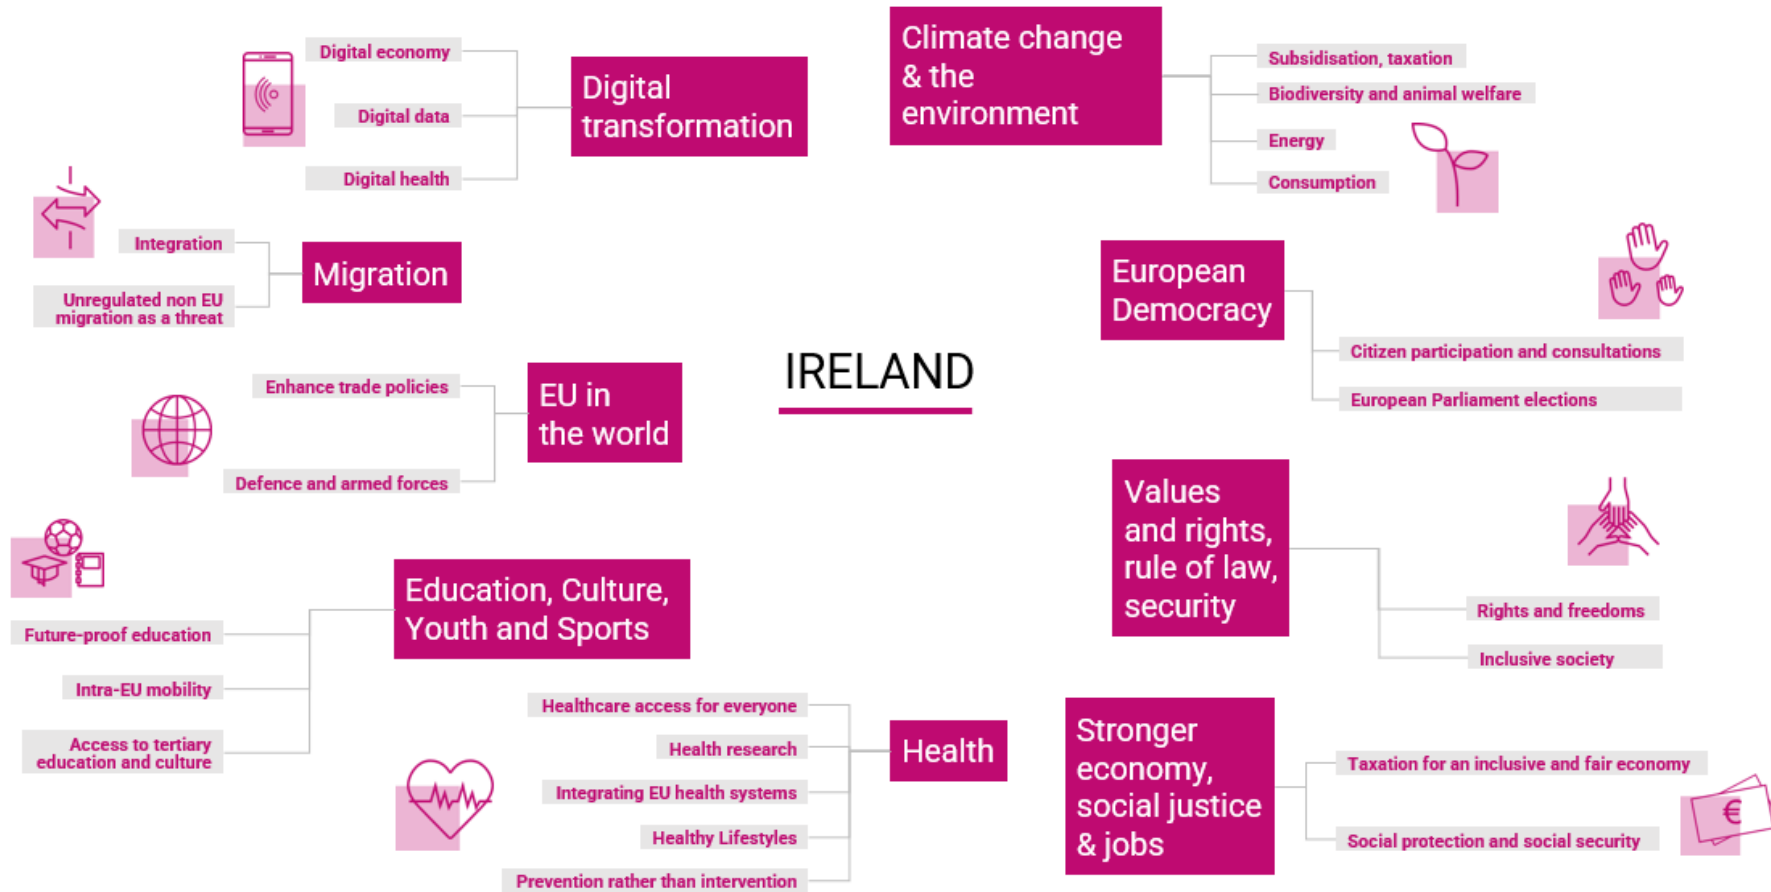 Digital economy
Digital data
Digital health
Digital
transformation
Climate change
& the
environment
Subsidisation, taxation
Biodiversity and animal welfare
Energy
Consumption
Integration
Unregulated non EU
migration as a threat
Migration
European
Democracy
Citizen participation and consultations
European Parliament elections
IRELAND
Enhance trade policies
Defence and armed forces
EU in
the world
Values
and rights,
rule of law,
security
Rights and freedoms
Inclusive society
Education, Culture,
Youth and Sports
Future-proof education
Intra-EU mobility
Access to tertiary
education and culture
Healthcare access for everyone
Health research
Integrating EU health systems
Healthy Lifestyles
Prevention rather than intervention
Health
Stronger
economy,
social justice
& jobs
Taxation for an inclusive and fair economy
Social protection and social security
€